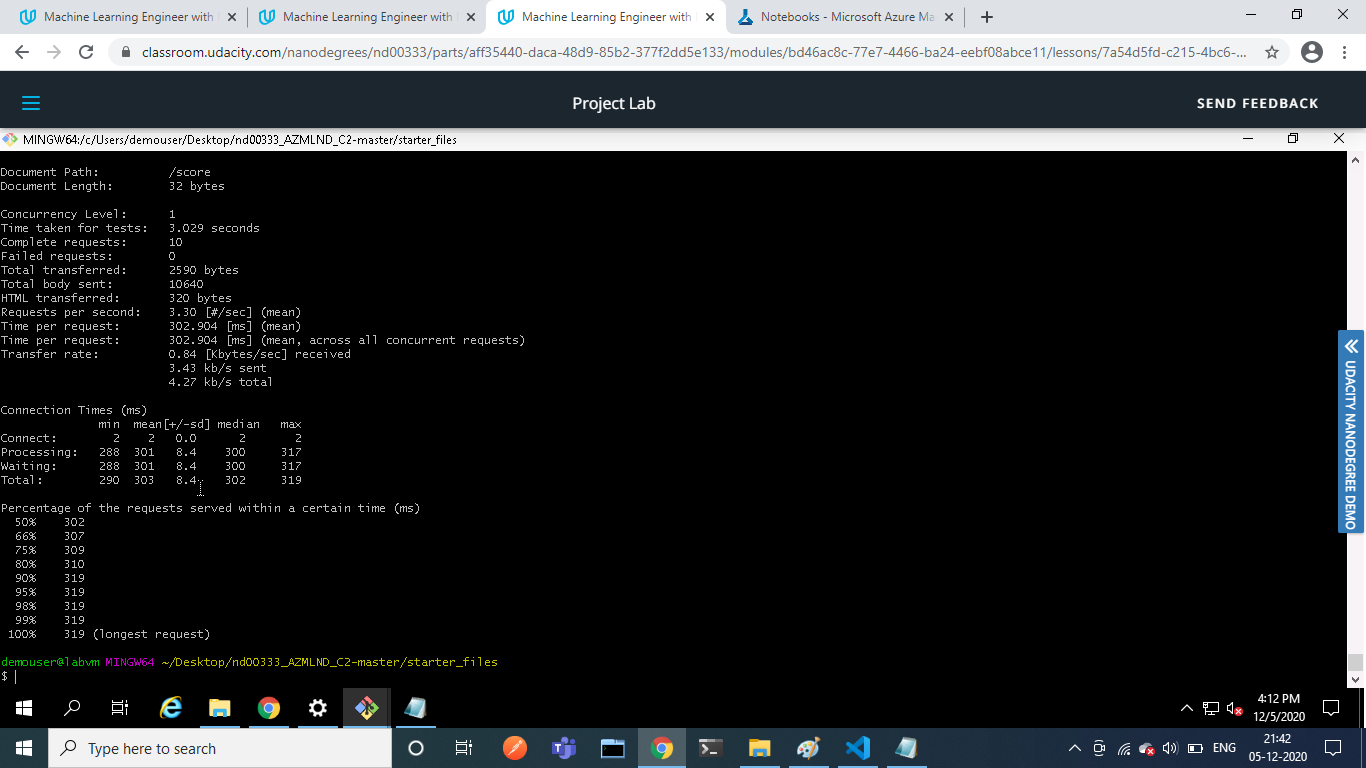 Machine Learning Engineer with
Machine Learning Engineer with
Machine Learning Engineer with
Notebooks - Microsoft Azure Ma
classroom.udacity.com/nanodegrees/nd00333/parts/aff35440-daca-48d9-85b2-377f2dd5e133/modules/bd46ac8c-77e7-4466-ba24-eebf08abce11/lessons/7a54d5fd-c215-4bc6-...
Project Lab
SEND FEEDBACK
MINGW64:/c/Users/demouser/Desktop/nd00333_AZMLND_C2-master/starter_files
Document Path: /score
Document Length: 32 bytes
Concurrency Level: 1
Time taken for tests: 3.029 seconds
Complete requests: 10
Failed requests: 0
Total transferred: 2590 bytes
Total body sent: 10640
HTML transferred: 320 bytes
Requests per second: 3.30 [#/sec] (mean)
Time per request: 302.904 [ms] (mean)
Time per request: 302.904 [ms] (mean, across all concurrent requests)
Transfer rate: 0.84 [Kbytes/sec] received
3.43 kb/s sent
4.27 kb/s total
Connection Times (ms)
min mean[+/-sd] median max
Connect: 2 2 0.0 2 2
Processing: 288 301 8.4 300 317
Waiting: 288 301 8.4 300 317
Total: 290 303 8.4 302 319
Percentage of the requests served within a certain time (ms)
50% 302
66% 307
75% 309
80% 310
90% 319
95% 319
98% 319
99% 319
100% 319 (longest request)
demouser@labvm MINGW64 ~/Desktop/nd00333_AZMLND_C2-master/starter_files
$
UDACITY NANODEGREE DEMO
4:12 PM
12/5/2020
Type here to search
ENG
21:42
05-12-2020